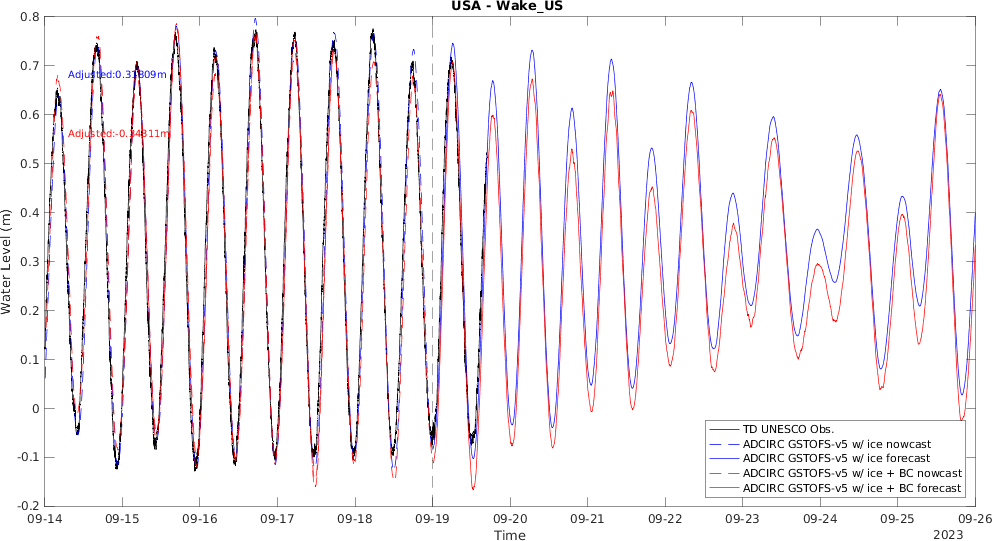 USA - Wake_US
0.8
0.7
0.6
0.5
0.4
0.3
0.2
0.1
0
-0.1
-0.2
Water Level (m)
Adjusted:0.31809m
Adjusted:-0.34311m
TD UNESCO Obs.
ADCIRC GSTOFS-v5 w/ ice nowcast
ADCIRC GSTOFS-v5 w/ ice forecast
ADCIRC GSTOFS-v5 w/ ice + BC nowcast
ADCIRC GSTOFS-v5 w/ ice + BC forecast
09-14 09-15 09-16 09-17 09-18 09-19 09-20 09-21 09-22 09-23 09-24 09-25 09-26
Time
2023